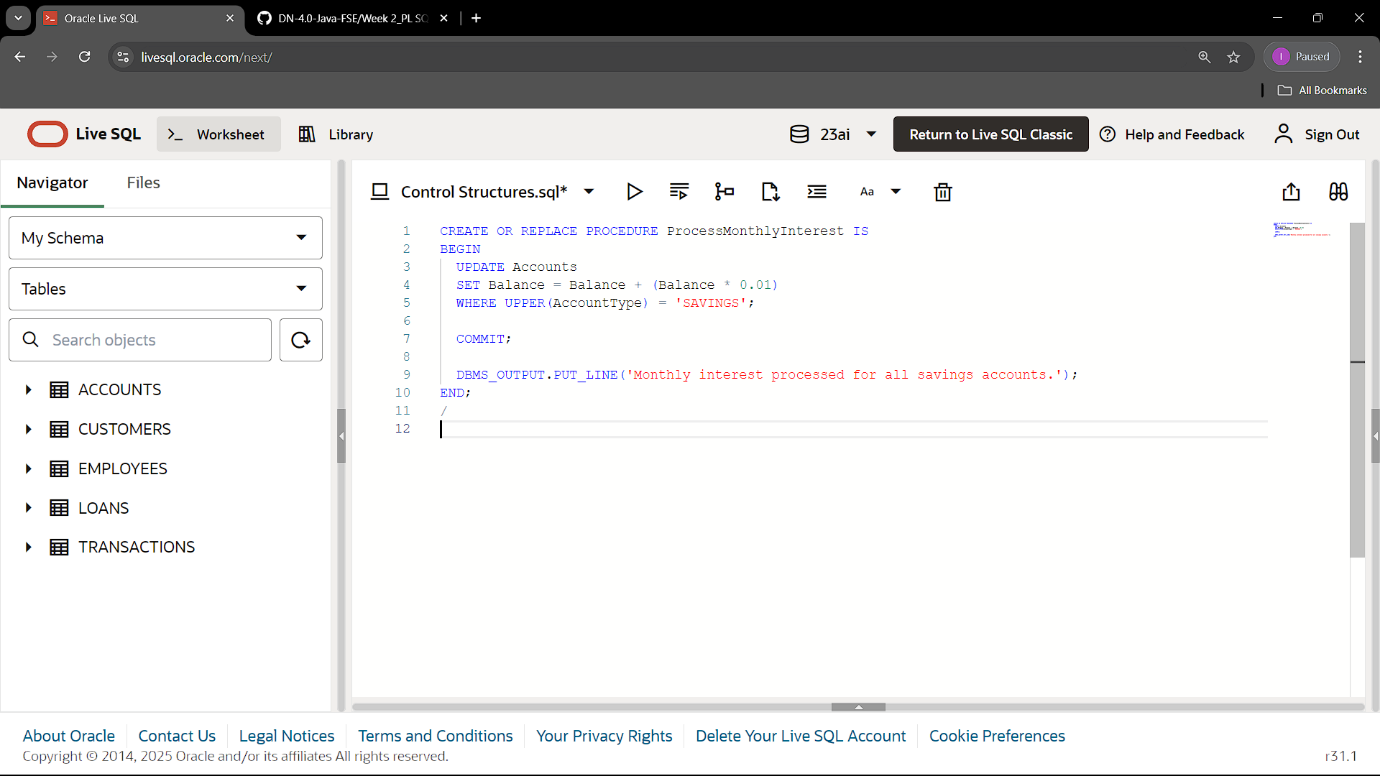 Oracle Live SQL
DN-4.0-Java-FSE/Week 2_PL SQ
livesql.oracle.com/next/
I
Paused
All Bookmarks
Live SQL
>_ Worksheet
Library
23ai
Return to Live SQL Classic
Help and Feedback
Sign Out
Navigator
Files
My Schema
Tables
Search objects
ACCOUNTS
CUSTOMERS
EMPLOYEES
LOANS
TRANSACTIONS
Control Structures.sql*
Aa
1 CREATE OR REPLACE PROCEDURE ProcessMonthlyInterest IS
2 BEGIN
3 UPDATE Accounts
4 SET Balance = Balance + (Balance * 0.01)
5 WHERE UPPER(AccountType) = 'SAVINGS';
6
7 COMMIT;
8
9 DBMS_OUTPUT.PUT_LINE('Monthly interest processed for all savings accounts.');
10 END;
11 /
12
About Oracle
Contact Us
Legal Notices
Terms and Conditions
Your Privacy Rights
Delete Your Live SQL Account
Cookie Preferences
Copyright © 2014, 2025 Oracle and/or its affiliates All rights reserved.
r31.1